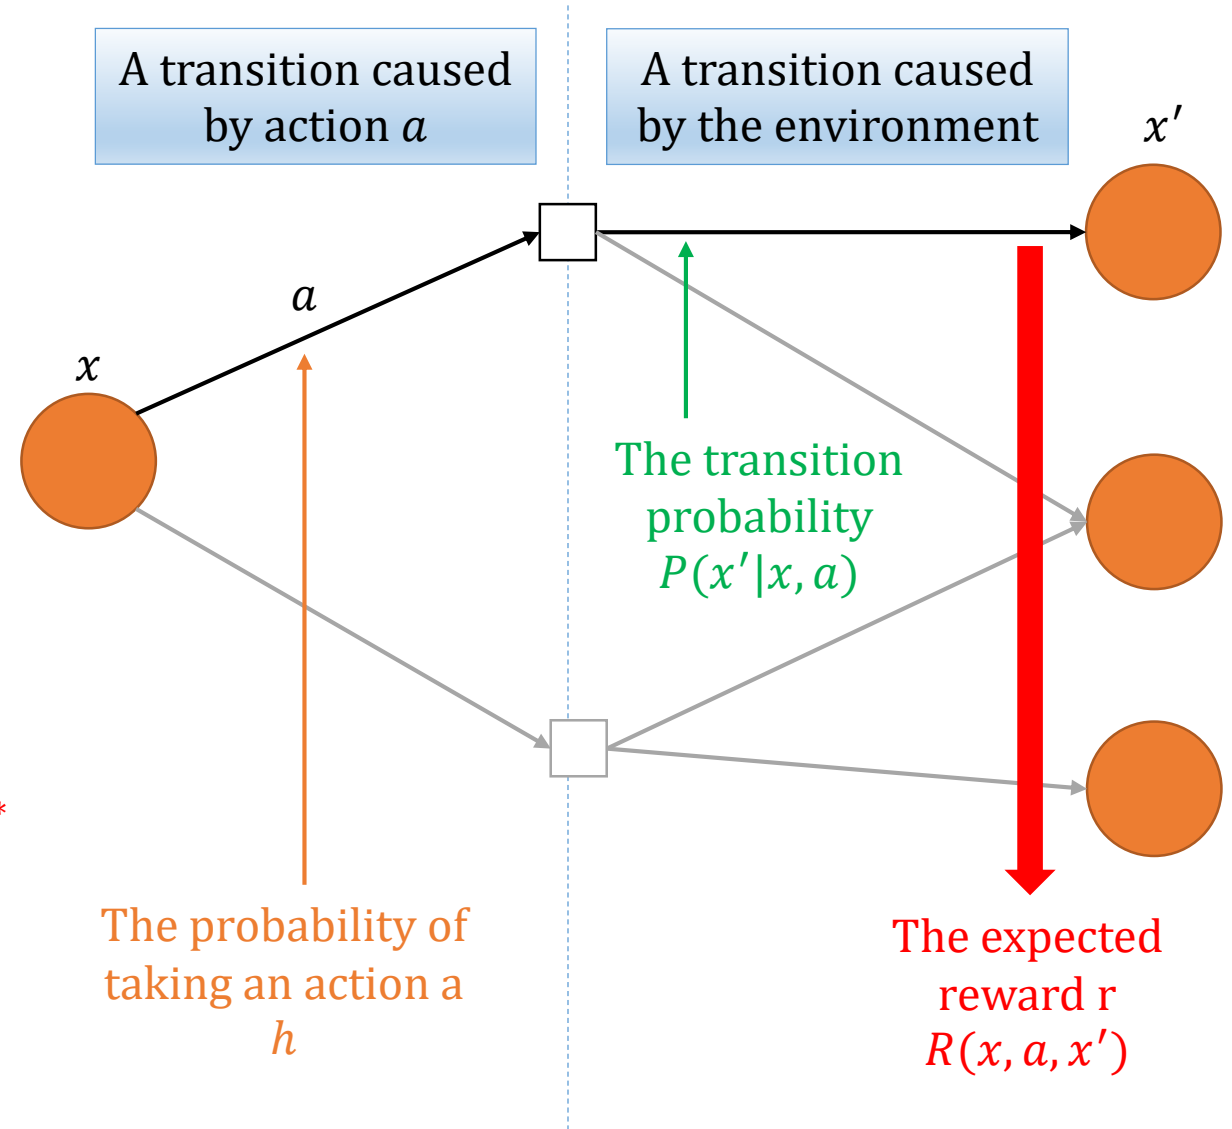 A transition caused
by action a
A transition caused
by the environment
x′
a
x
The transition
probability
P(x′|x, a)
*
The probability of
taking an action a
h
The expected
reward r
R(x, a, x′)